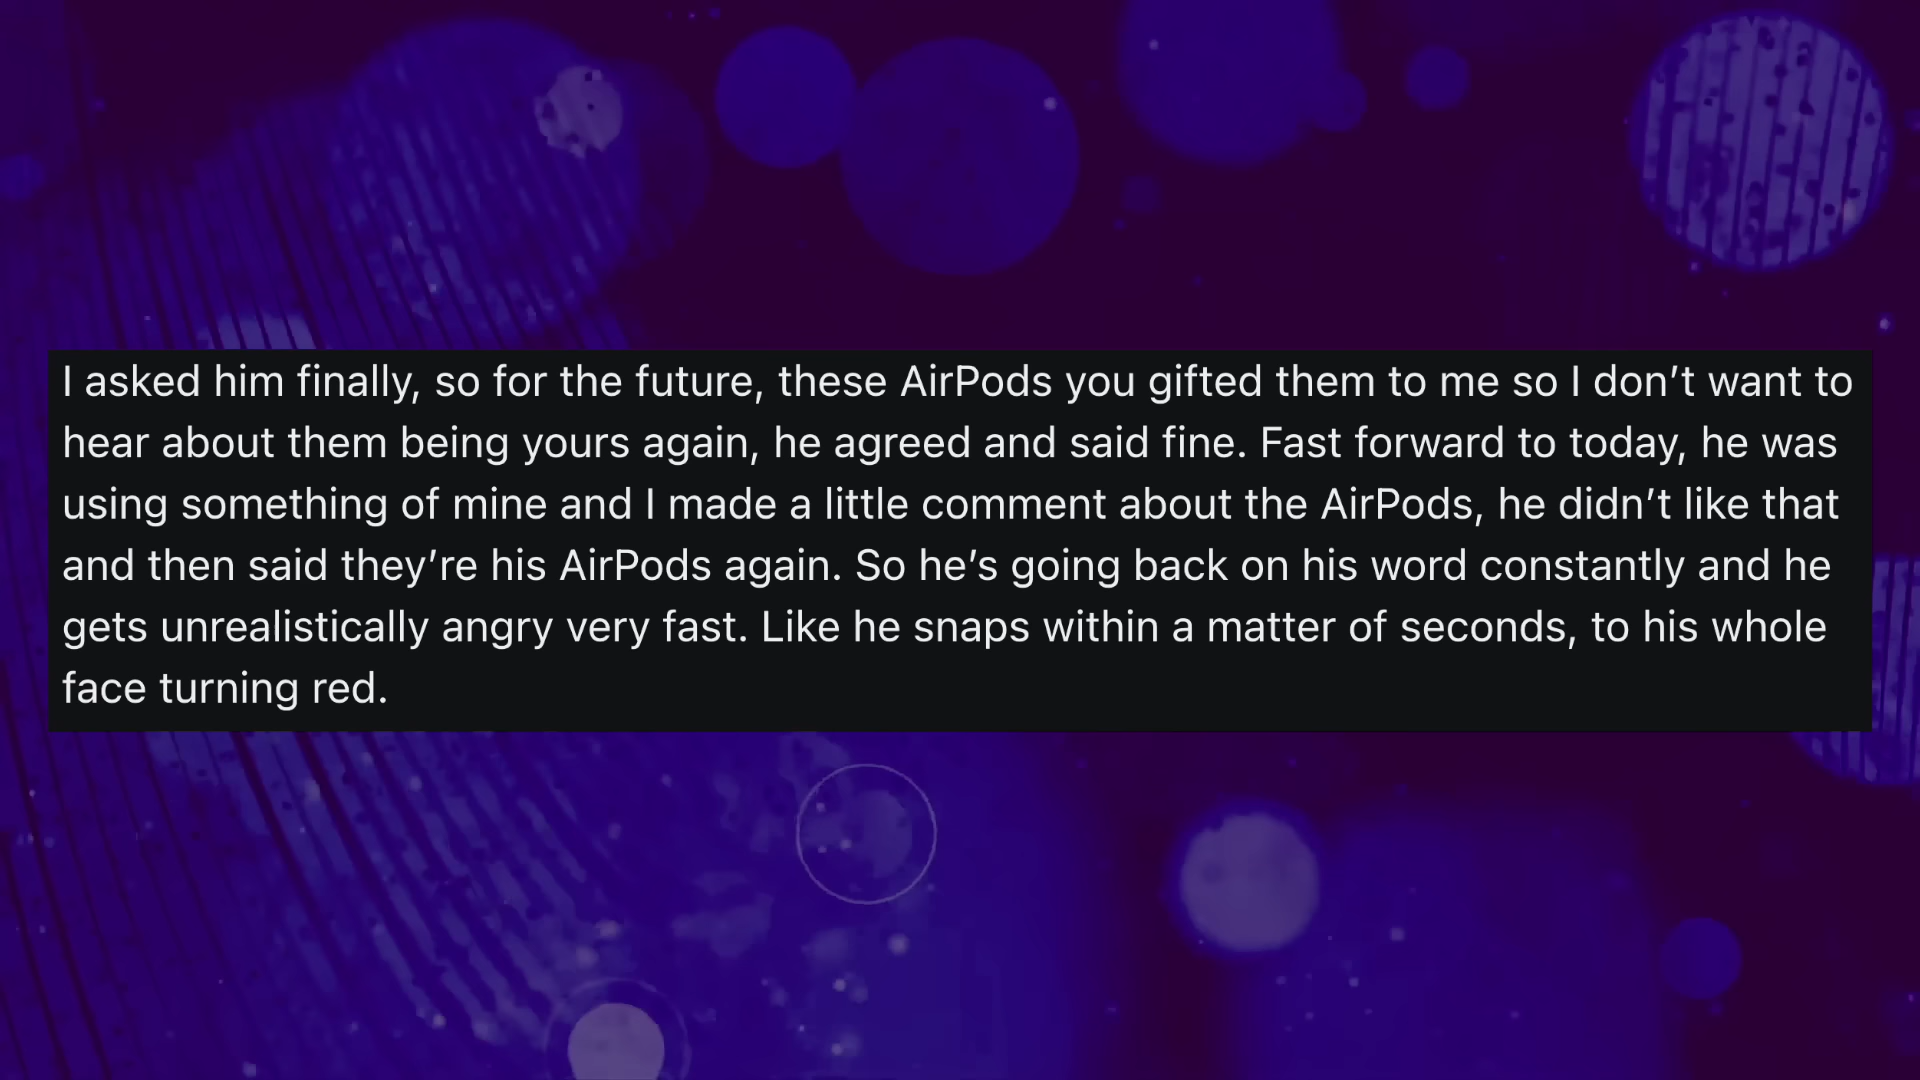 I asked him finally, so for the future, these AirPods you gifted them to me so I don’t want to
hear about them being yours again, he agreed and said fine. Fast forward to today, he was
using something of mine and I made a little comment about the AirPods, he didn’t like that
and then said they’re his AirPods again. So he’s going back on his word constantly and he
gets unrealistically angry very fast. Like he snaps within a matter of seconds, to his whole
face turning red.